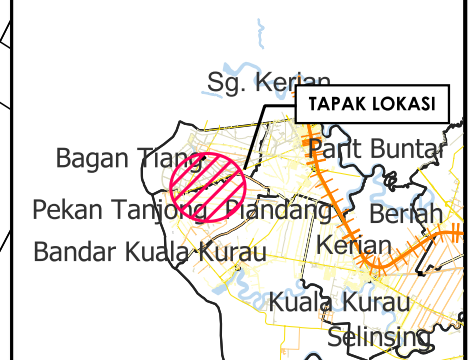 Sg. Kerian
TAPAK LOKASI
Parit Buntar
Bagan Tiang
Pekan Tanjong Piandang
Beriah
Bandar Kuala Kurau
Kerian
Kuala Kurau
Selinsing